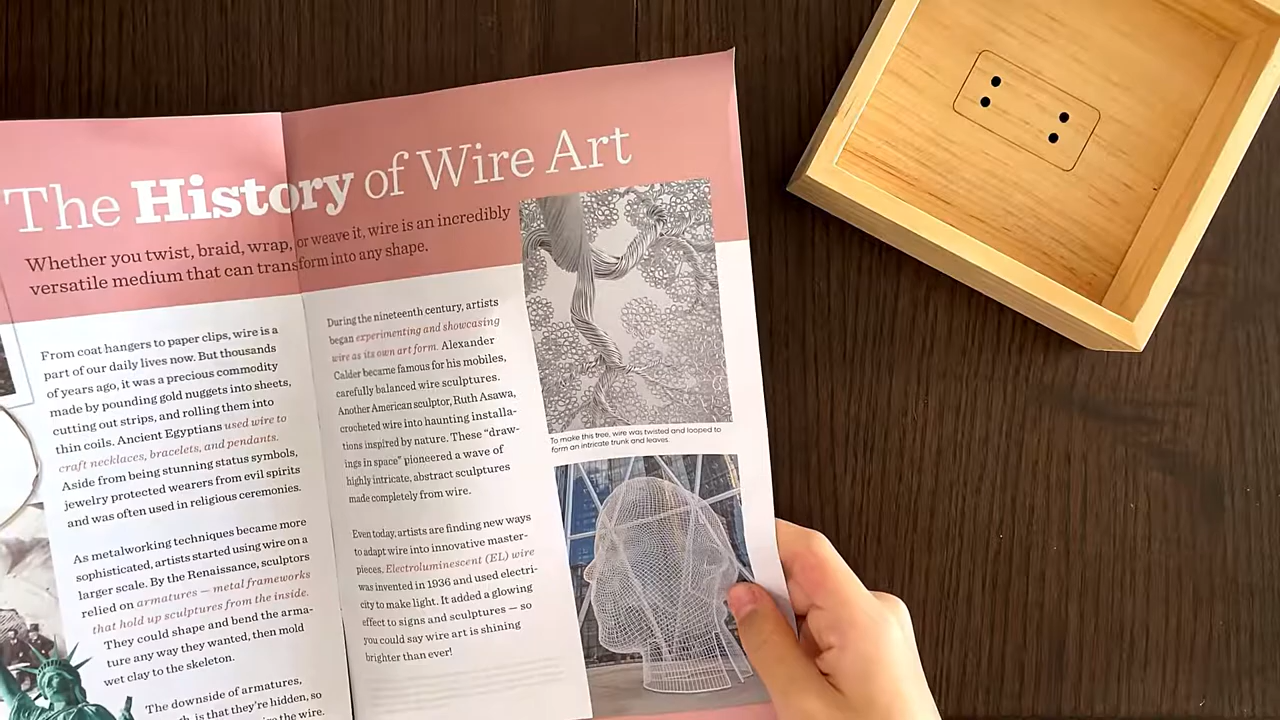 The History of Wire Art
Whether you twist, braid, wrap, or weave it, wire is an incredibly
versatile medium that can transform into any shape.
From coat hangers to paper clips, wire is a
part of our daily lives now. But thousands
of years ago, it was a precious commodity
made by pounding gold nuggets into sheets,
cutting out strips, and rolling them into
thin coils. Ancient Egyptians used wire to
craft necklaces, bracelets, and pendants.
Aside from being stunning status symbols,
jewelry protected wearers from evil spirits
and was often used in religious ceremonies.
As metalworking techniques became more
sophisticated, artists started using wire on a
larger scale. By the Renaissance, sculptors
relied on armatures — metal frameworks
that hold up sculptures from the inside.
They could shape and bend the arma-
ture any way they wanted, then mold
wet clay to the skeleton.
The downside of armatures,
is that they're hidden, so
the wire.
During the nineteenth century, artists
began experimenting and showcasing
wire as its own art form. Alexander
Calder became famous for his mobiles,
carefully balanced wire sculptures.
Another American sculptor, Ruth Asawa,
crocheted wire into haunting installa-
tions inspired by nature. These "draw-
ings in space" pioneered a wave of
highly intricate, abstract sculptures
made completely from wire.
Even today, artists are finding new ways
to adapt wire into innovative master-
pieces. Electroluminescent (EL) wire
was invented in 1936 and used electri-
city to make light. It added a glowing
effect to signs and sculptures — so
you could say wire art is shining
brighter than ever!
To make this tree, wire was twisted and looped to
form an intricate trunk and leaves.